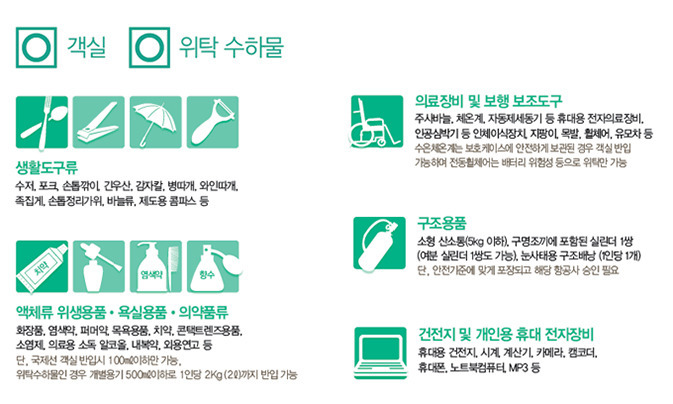 객실
위탁 수하물
생활도구류
수저, 포크, 손톱깎이, 긴우산, 감자칼, 병따개, 와인따개,
족집게, 손톱정리가위, 바늘류, 제도용 콤파스 등
치약
염색약
향수
액체류 위생용품·욕실용품·의약품류
화장품, 염색약, 퍼머약, 목욕용품, 치약, 콘택트렌즈용품,
소염제, 의료용 소독 알코올, 내복약, 외용연고 등
단, 국제선 객실 반입시 100㎖이하만 가능,
위탁수하물인 경우 개별용기 500㎖이하로 1인당 2Kg(2ℓ)까지 반입 가능
의료장비 및 보행 보조도구
주사바늘, 체온계, 자동제세동기 등 휴대용 전자의료장비,
인공심박기 등 인체이식장치, 지팡이, 목발, 휠체어, 유모차 등
수은체온계는 보호케이스에 안전하게 보관된 경우 객실 반입
가능하며 전동휠체어는 배터리 위험성 등으로 위탁만 가능
구조용품
소형 산소통(5kg 이하), 구명조끼에 포함된 실린더 1쌍
(여분 실린더 1쌍도 가능), 눈사태용 구조배낭 (1인당 1개)
단, 안전기준에 맞게 포장되고 해당 항공사 승인 필요
건전지 및 개인용 휴대 전자장비
휴대용 건전지, 시계, 계산기, 카메라, 캠코더,
휴대폰, 노트북컴퓨터, MP3 등